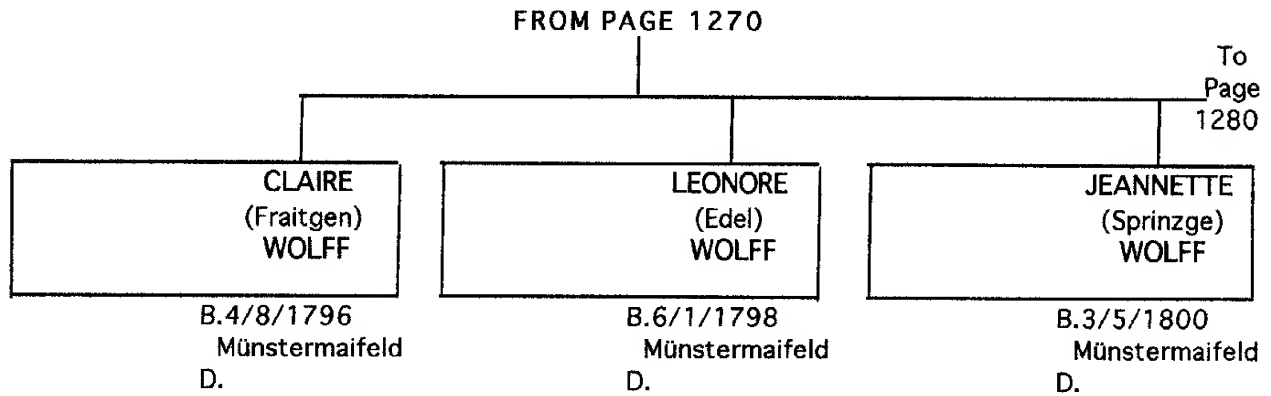 FROM PAGE 1270
To
Page
1280
CLAIRE
(Fraitgen)
WOLFF
B.4/8/1796
Münstermaifeld
D.
LEONORE
(Edel)
WOLFF
B.6/1/1798
Münstermaifeld
D.
JEANNETTE
(Sprinzge)
WOLFF
B.3/5/1800
Münstermaifeld
D.